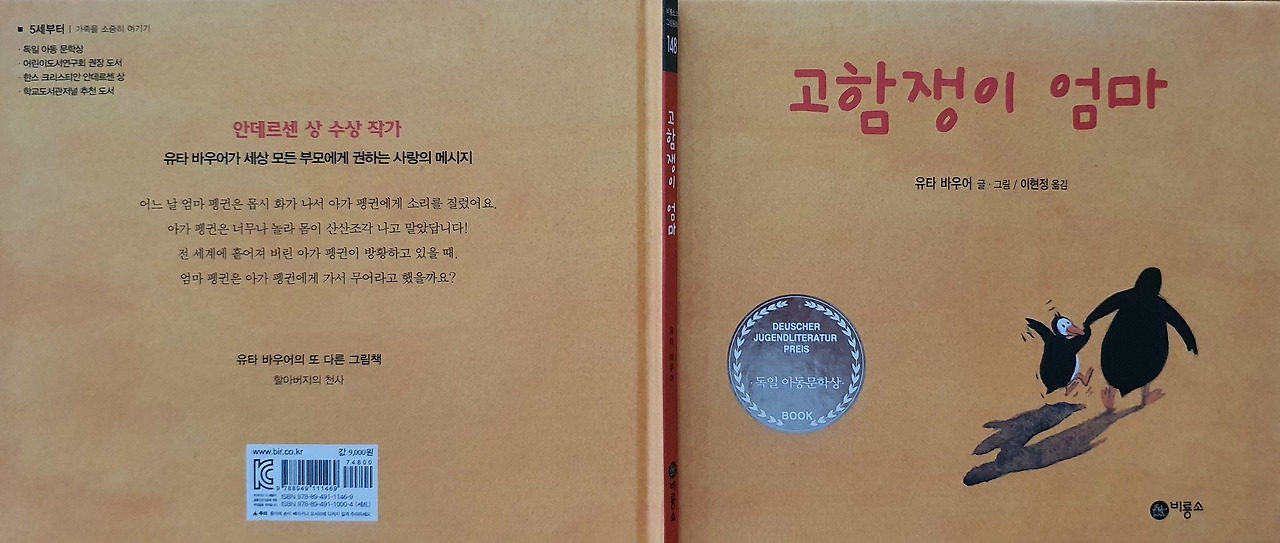 ■ 5세부터 | 가족을 소중히 여기기
· 독일 아동 문학상
· 어린이도서연구회 권장 도서
· 한스 크리스티안 안데르센 상
· 학교도서관저널 추천 도서
안데르센 상 수상 작가
유타 바우어가 세상 모든 부모에게 권하는 사랑의 메시지
어느 날 엄마 펭귄은 몹시 화가 나서 아가 펭귄에게 소리를 질렀어요.
아가 펭귄은 너무나 놀라 몸이 산산조각 나고 말았답니다!
전 세계에 흩어져 버린 아가 펭귄이 방황하고 있을 때,
엄마 펭귄은 아가 펭귄에게 가서 무어라고 했을까요?
유타 바우어의 또 다른 그림책
할아버지의 천사
www.bir.co.kr 값 9,000원
74800
9 788949 111469
ISBN 978-89-491-1146-9
ISBN 978-89-491-1000-4 (세트)
148
고함쟁이 엄마
비룡소
고함쟁이 엄마
유타 바우어 글·그림 / 이현정 옮김
DEUSCHER
JUGENDLITERATUR
PREIS
·독일 아동문학상·
BOOK
비룡소